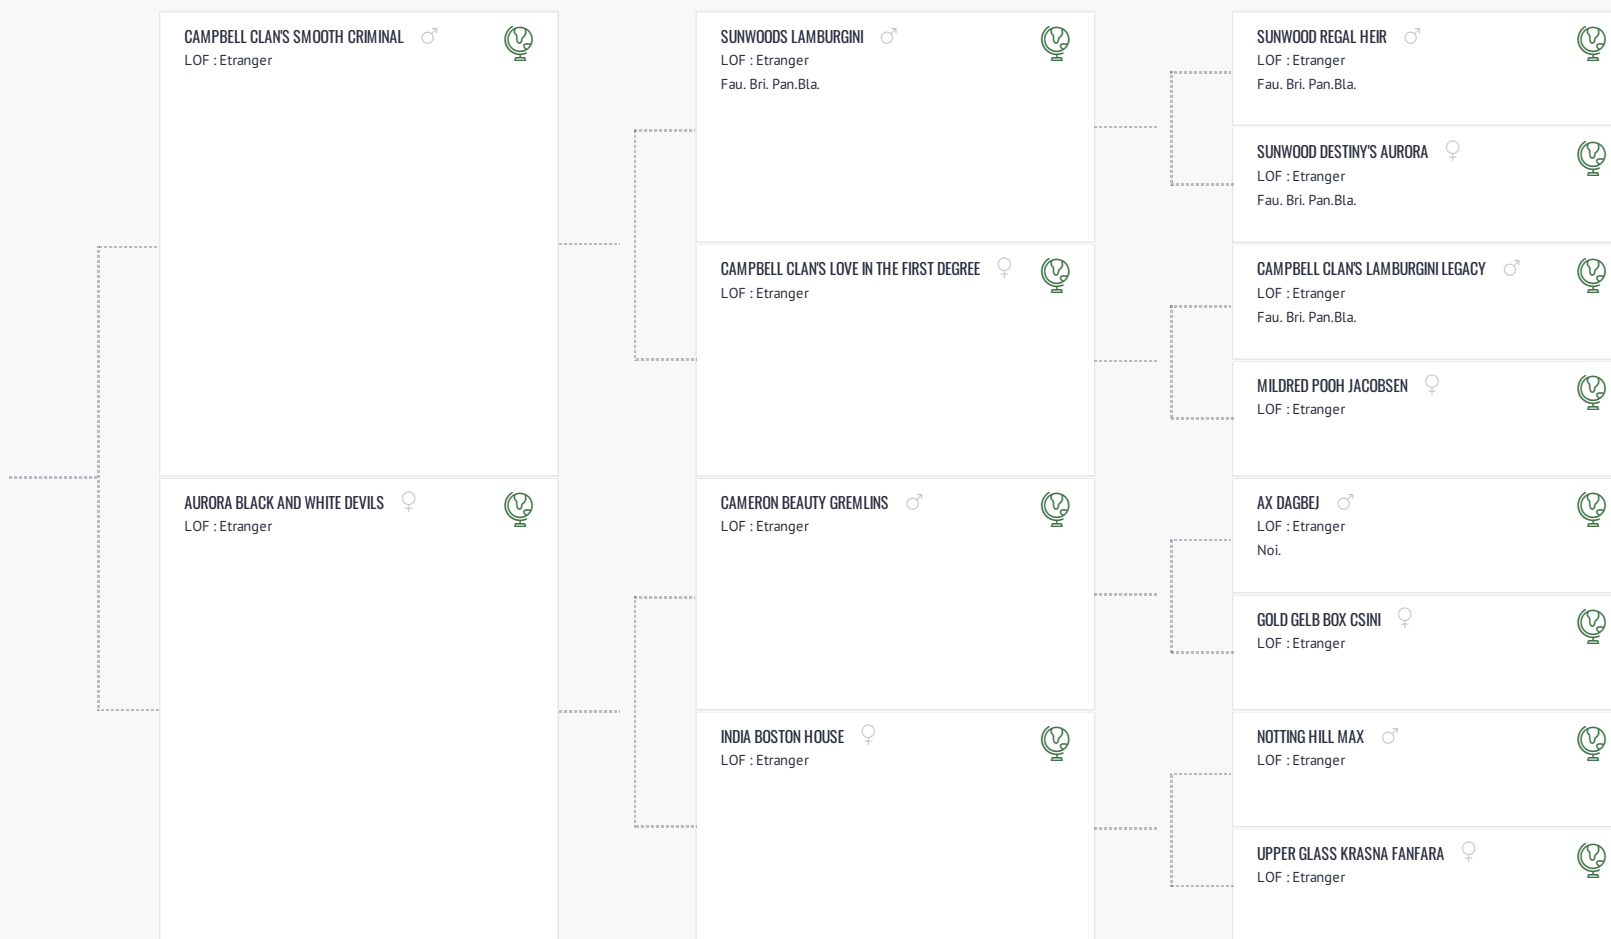 CAMPBELL CLAN'S SMOOTH CRIMINAL
LOF : Etranger
AURORA BLACK AND WHITE DEVILS
LOF : Etranger
SUNWOODS LAMBURGINI
LOF : Etranger
Fau. Bri. Pan.Bla.
CAMPBELL CLAN'S LOVE IN THE FIRST DEGREE
LOF : Etranger
CAMERON BEAUTY GREMLINS
LOF : Etranger
INDIA BOSTON HOUSE
LOF : Etranger
SUNWOOD REGAL HEIR
LOF : Etranger
Fau. Bri. Pan.Bla.
SUNWOOD DESTINY'S AURORA
LOF : Etranger
Fau. Bri. Pan.Bla.
CAMPBELL CLAN'S LAMBURGINI LEGACY
LOF : Etranger
Fau. Bri. Pan.Bla.
MILDRED POOH JACOBSEN
LOF : Etranger
AX DAGBEJ
LOF : Etranger
Noi.
GOLD GELB BOX CSINI
LOF : Etranger
NOTTING HILL MAX
LOF : Etranger
UPPER GLASS KRASNA FANFARA
LOF : Etranger